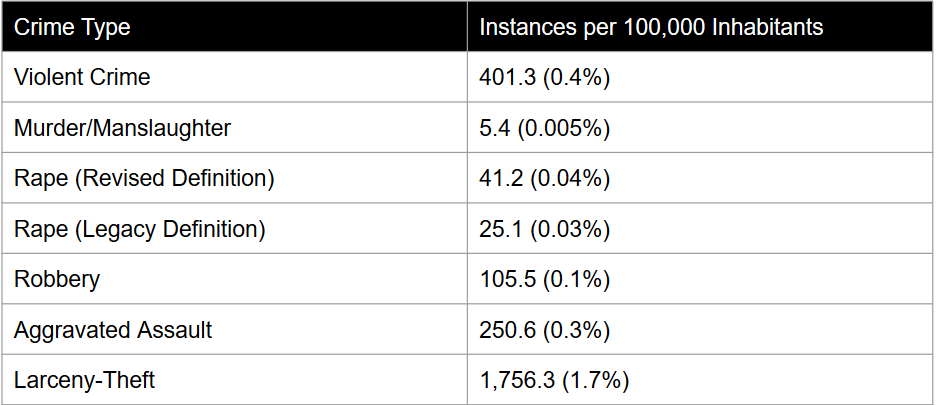 Crime Type Instances per 100,000 Inhabitants
Violent Crime 401.3 (0.4%)
Murder/Manslaughter 5.4 (0.005%)
Rape (Revised Definition) 41.2 (0.04%)
Rape (Legacy Definition) 25.1 (0.03%)
Robbery 105.5 (0.1%)
Aggravated Assault 250.6 (0.3%)
Larceny-Theft 1,756.3 (1.7%)